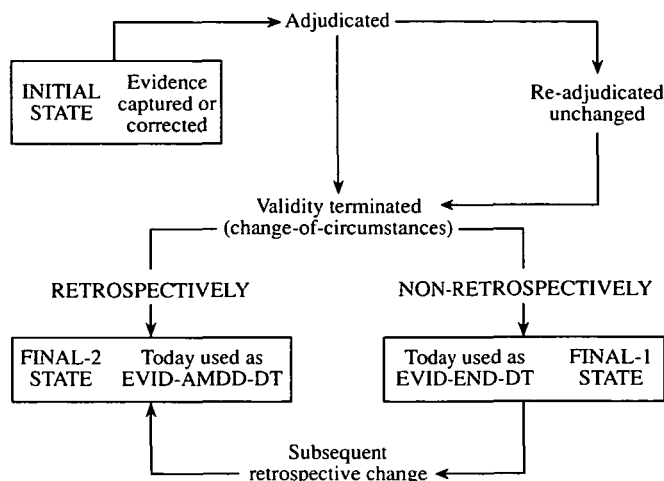 Adjudicated
INITIAL STATE
Evidence captured or corrected
Re-adjudicated unchanged
Validity terminated
(change-of-circumstances)
RETROSPECTIVELY
NON-RETROSPECTIVELY
FINAL-2 STATE
Today used as EVID-AMDD-DT
Today used as EVID-END-DT
FINAL-1 STATE
Subsequent
retrospective change